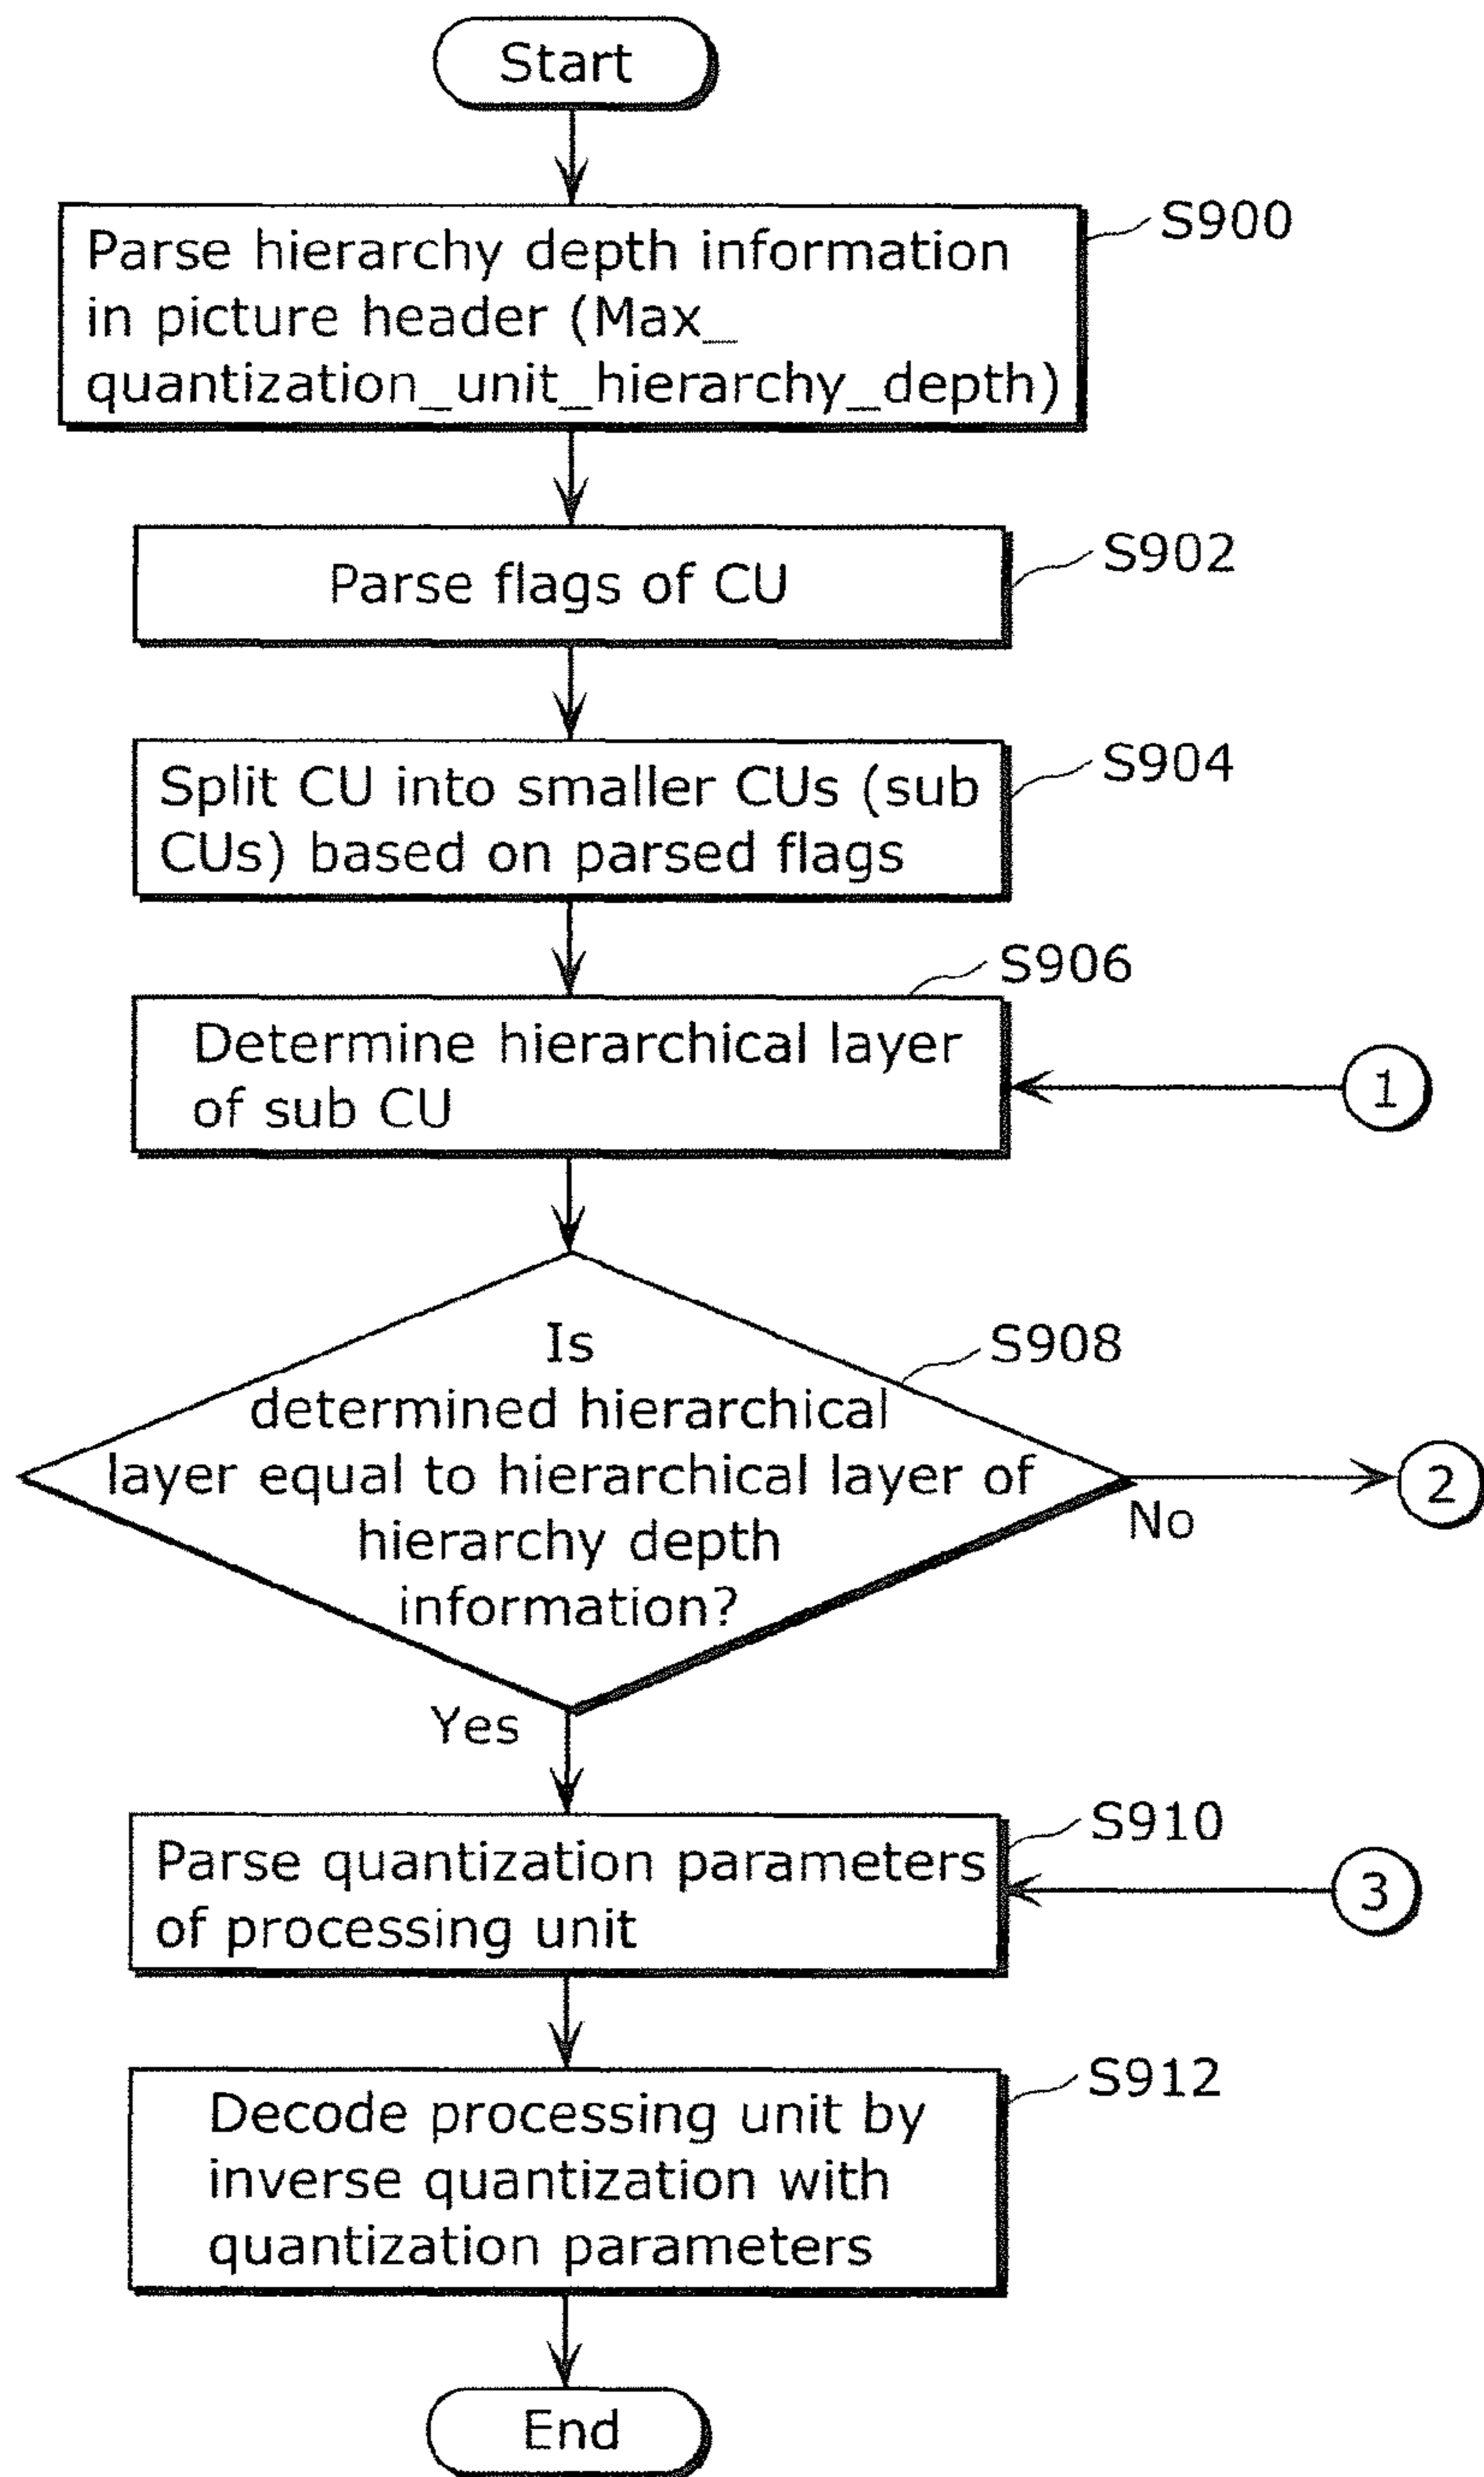 Start
S900
Parse hierarchy depth information
in picture header (Max_
quantization_unit_hierarchy_depth)
S902
Parse flags of CU
S904
Split CU into smaller CUs (sub
CUs) based on parsed flags
S906
Determine hierarchical layer
of sub CU
1
S908
Is
determined hierarchical
layer equal to hierarchical layer of
hierarchy depth
information?
2
No
Yes
S910
Parse quantization parameters
of processing unit
3
S912
Decode processing unit by
inverse quantization with
quantization parameters
End